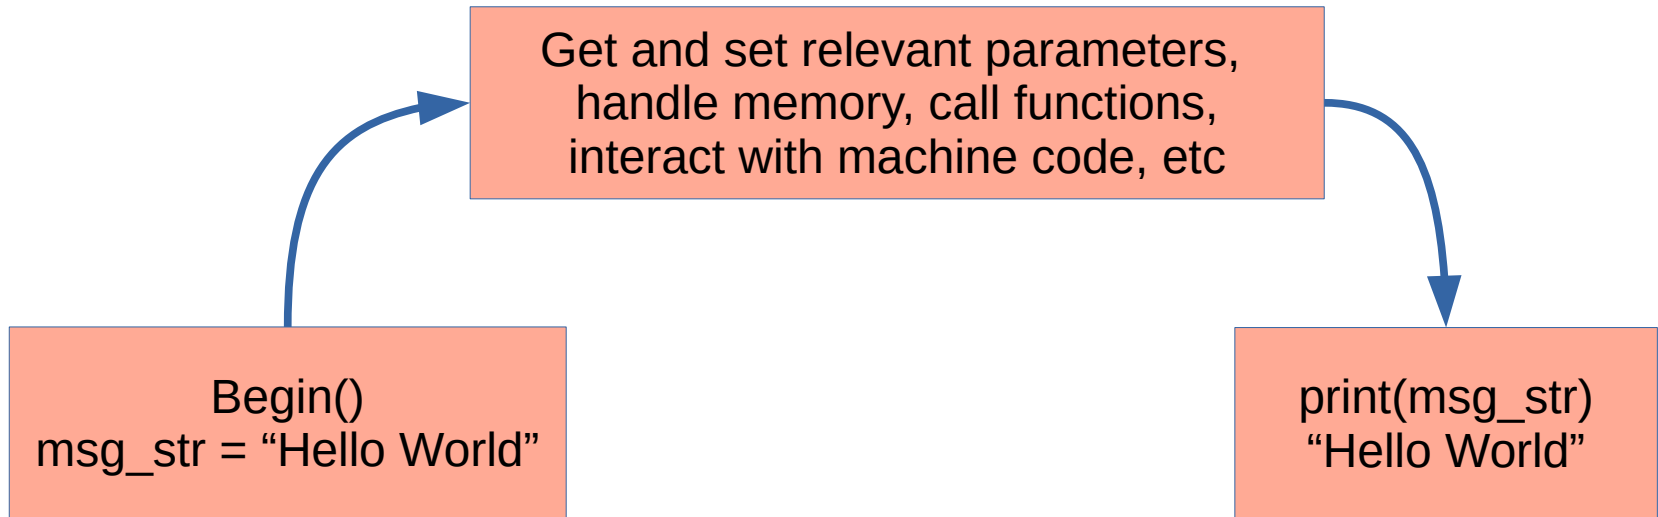 Get and set relevant parameters,
handle memory, call functions,
interact with machine code, etc
Begin()
msg_str = “Hello World”
print(msg_str)
“Hello World”